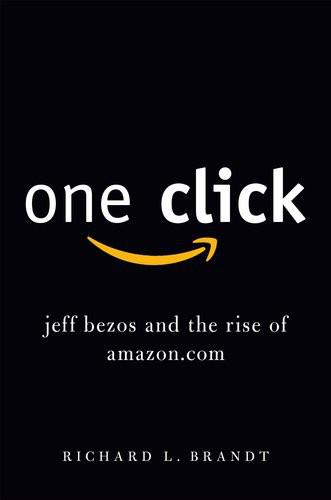 one click
jeff bezos and the rise of
amazon.com
RICHARD L. BRANDT